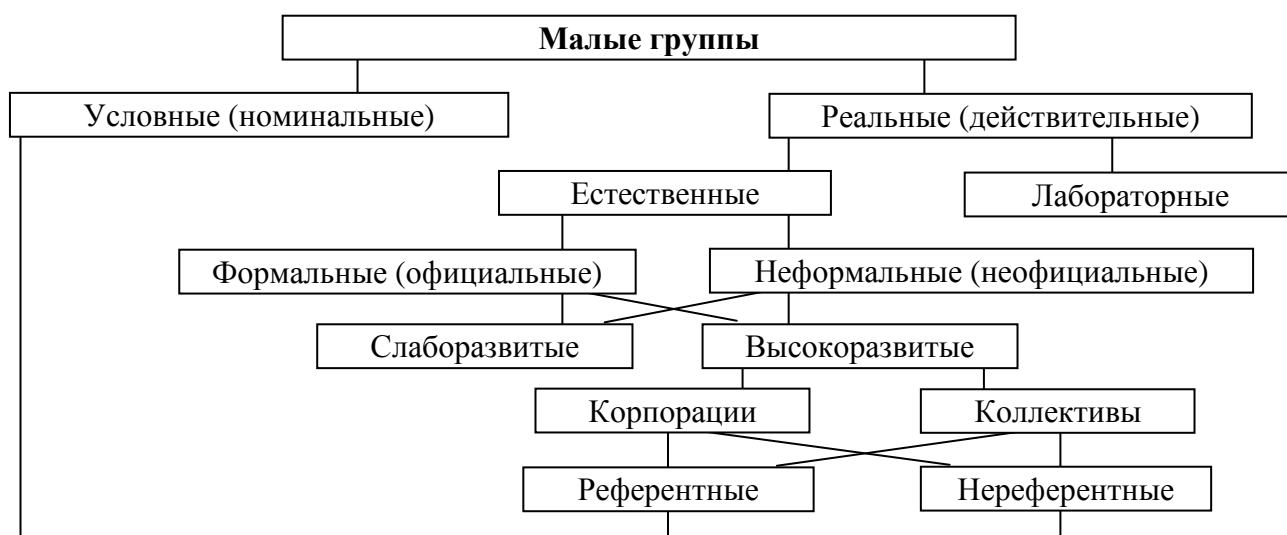 Малые группы
Условные (номинальные)
Реальные (действительные)
Естественные
Лабораторные
Формальные (официальные)
Неформальные (неофициальные)
Слаборазвитые
Высокоразвитые
Корпорации
Коллективы
Референтные
Нереферентные